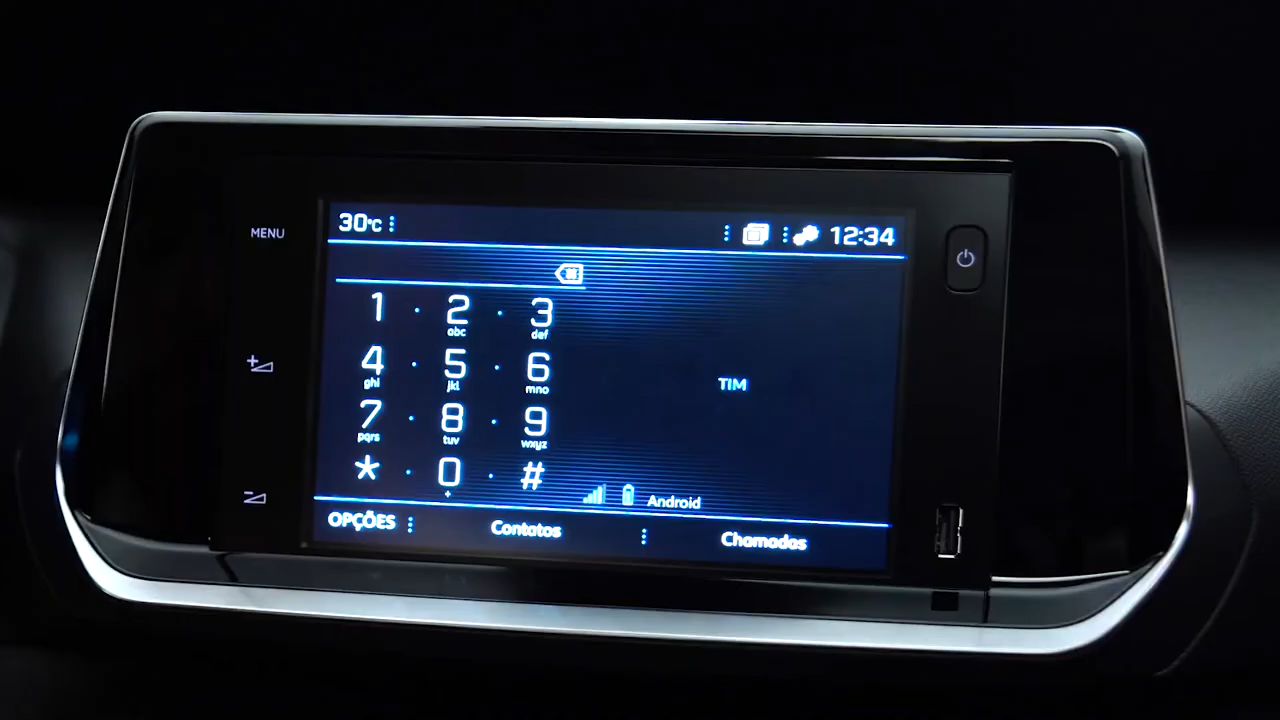 30°C
12:34
MENU
1 2 3
abc def
4 5 6
ghi jkl mno
TIM
7 8 9
pqrs tuv wxyz
* 0 #
+
Android
OPÇÕES Contatos Chamadas